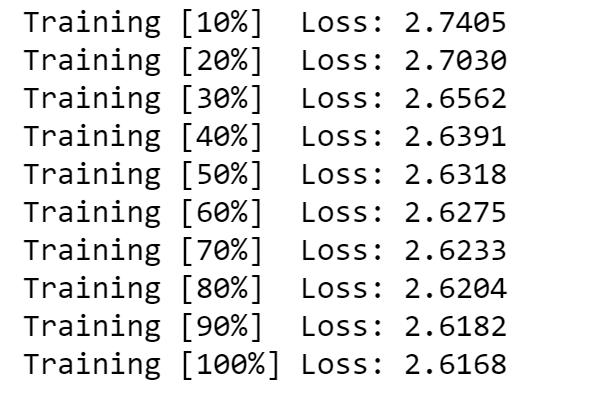 Training [10%]  Loss: 2.7405
Training [20%]  Loss: 2.7030
Training [30%]  Loss: 2.6562
Training [40%]  Loss: 2.6391
Training [50%]  Loss: 2.6318
Training [60%]  Loss: 2.6275
Training [70%]  Loss: 2.6233
Training [80%]  Loss: 2.6204
Training [90%]  Loss: 2.6182
Training [100%] Loss: 2.6168